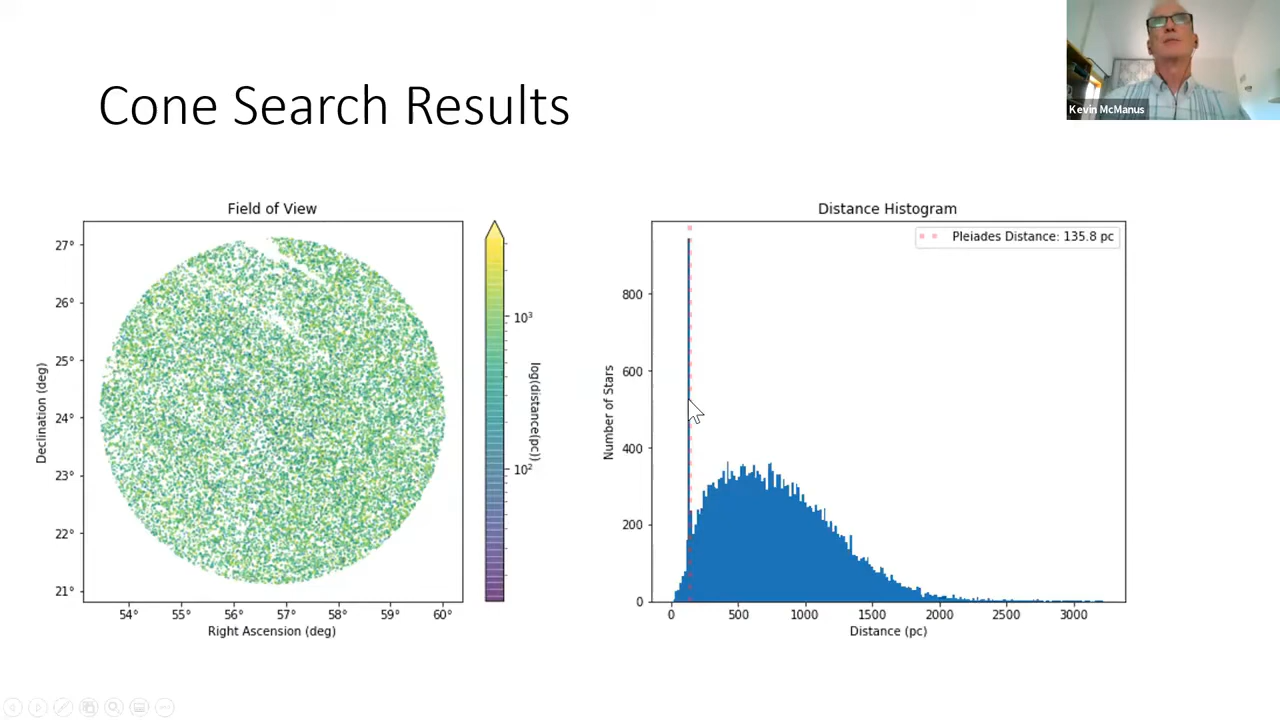 Cone Search Results
Kevin McManus
Field of View
27°
26°
25°
24°
23°
22°
21°
Declination (deg)
54°
55°
56°
57°
58°
59°
60°
Right Ascension (deg)
10³
10²
log(distance(pc))
Distance Histogram
Pleiades Distance: 135.8 pc
800
600
400
200
0
Number of Stars
0
500
1000
1500
2000
2500
3000
Distance (pc)